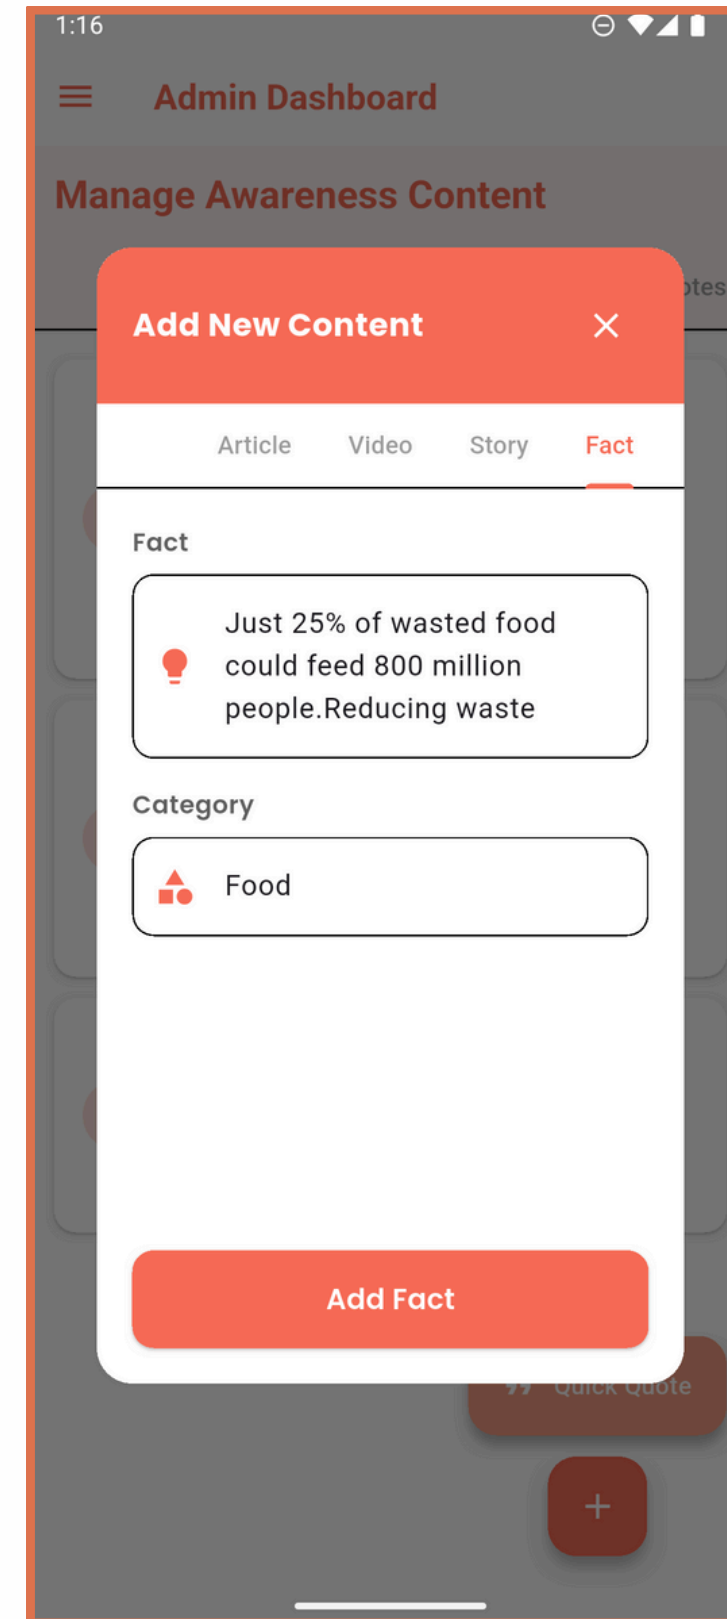 1:16
Admin Dashboard
Manage Awareness Content
otes
Add New Content
Article Video Story Fact
Fact
Just 25% of wasted food
could feed 800 million
people.Reducing waste
Category
Food
Add Fact
Quick Quote